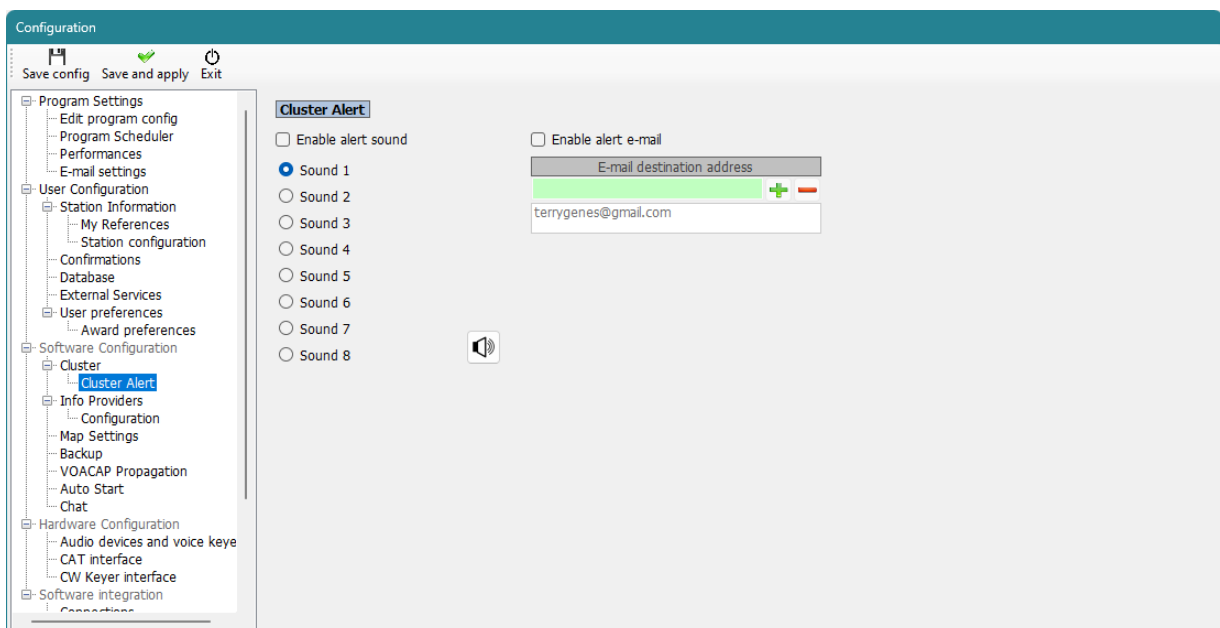 Configuration
Save config Save and apply Exit
Program Settings
Edit program config
Program Scheduler
Performances
E-mail settings
User Configuration
Station Information
My References
Station configuration
Confirmations
Database
External Services
User preferences
Award preferences
Software Configuration
Cluster
Cluster Alert
Info Providers
Configuration
Map Settings
Backup
VOACAP Propagation
Auto Start
Chat
Hardware Configuration
Audio devices and voice keye
CAT interface
CW Keyer interface
Software integration
Connections
Cluster Alert
Enable alert sound
Sound 1
Sound 2
Sound 3
Sound 4
Sound 5
Sound 6
Sound 7
Sound 8
Enable alert e-mail
E-mail destination address
terrygenes@gmail.com